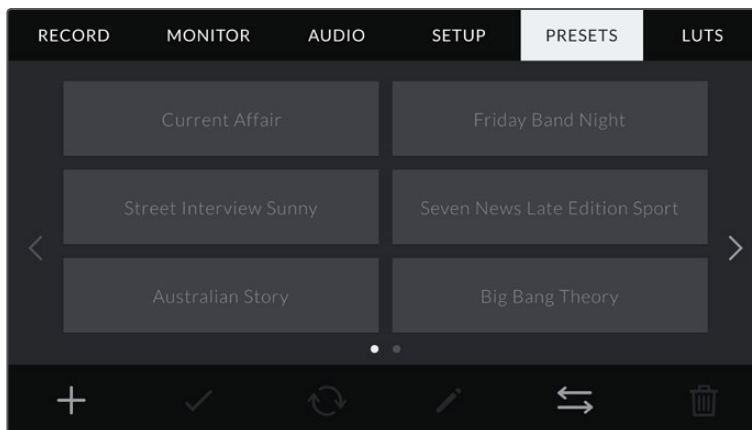 RECORD MONITOR AUDIO SETUP PRESETS LUTS
Current Affair Friday Band Night
Street Interview Sunny Seven News Late Edition Sport
Australian Story Big Bang Theory